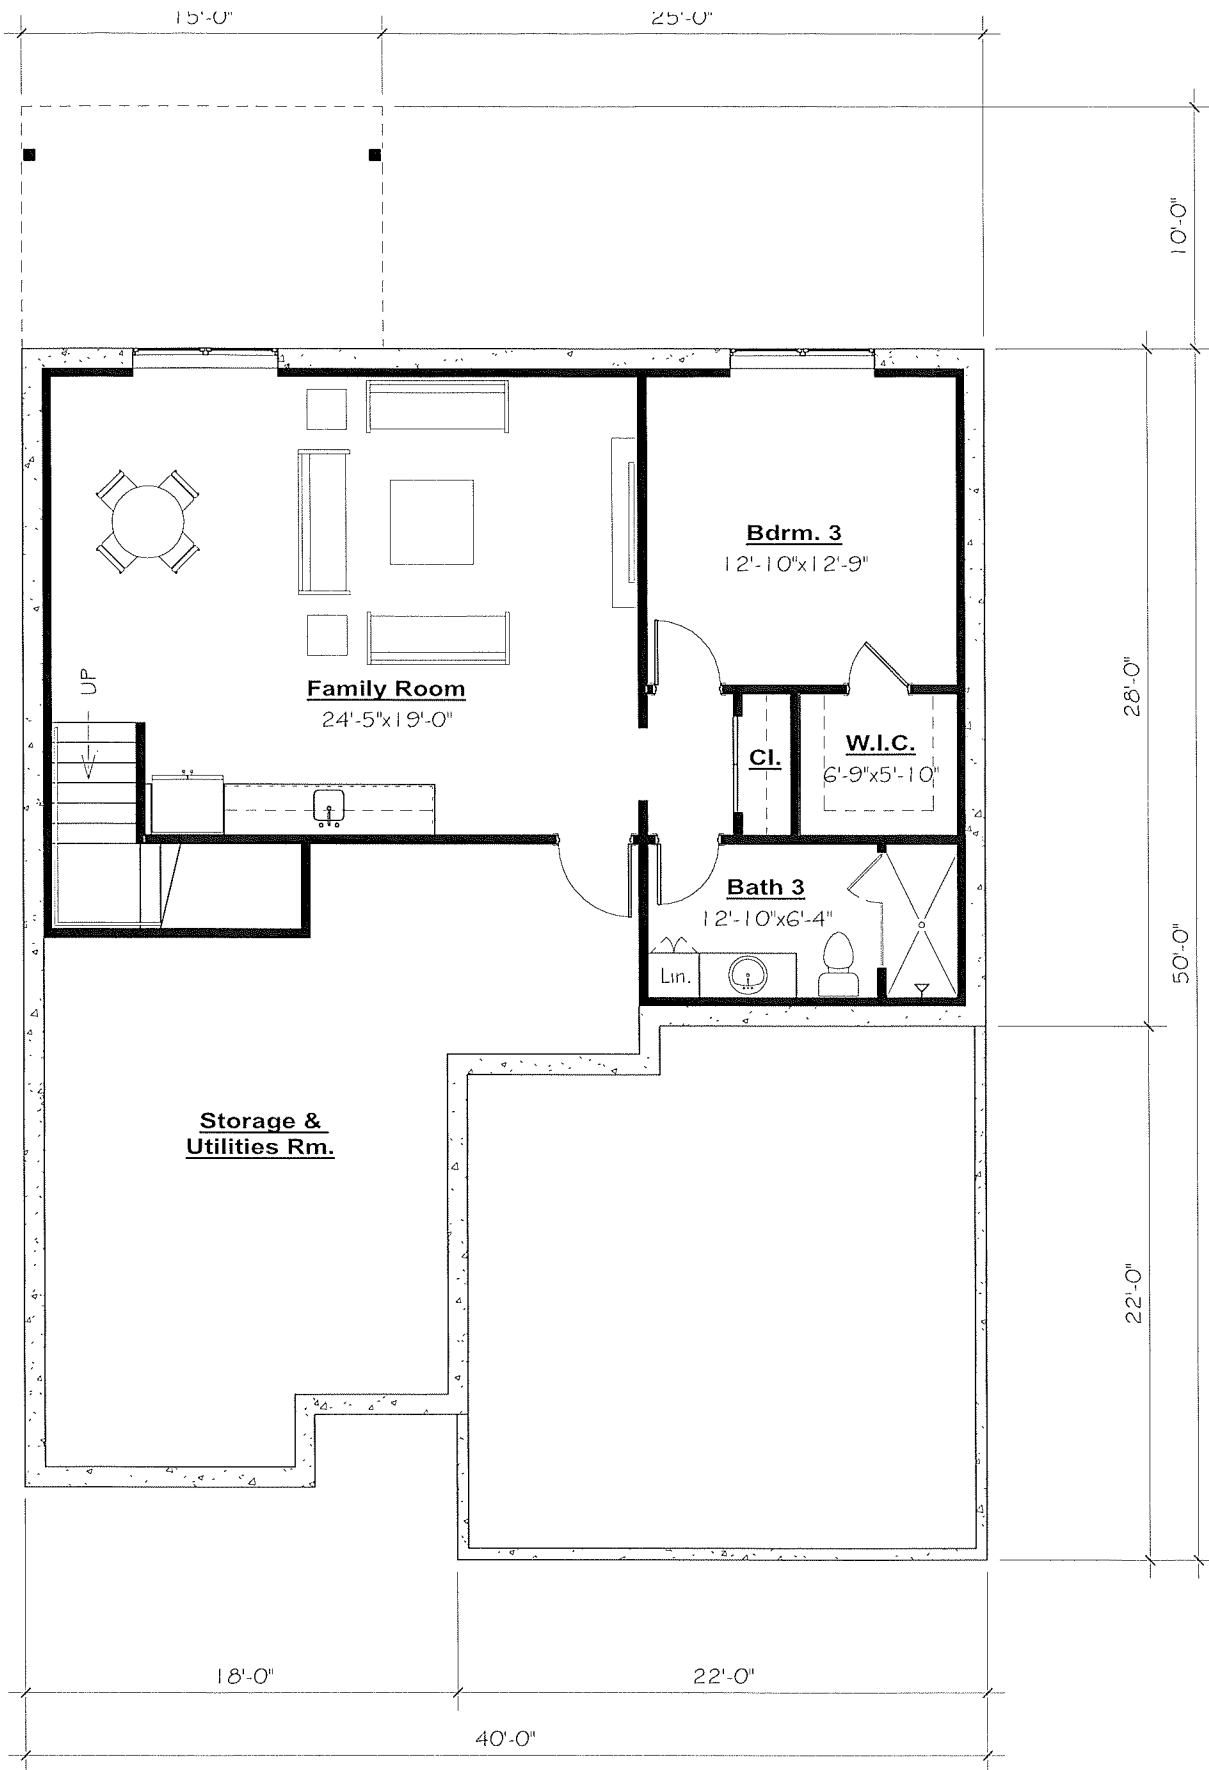 15'-0"
25'-0"
10'-0"
Bdrm. 3
12'-10"x12'-9"
UP
Family Room
24'-5"x19'-0"
28'-0"
Cl.
W.I.C.
6'-9"x5'-10"
Bath 3
12'-10"x6'-4"
Lin.
50'-0"
Storage &
Utilities Rm.
22'-0"
18'-0"
22'-0"
40'-0"